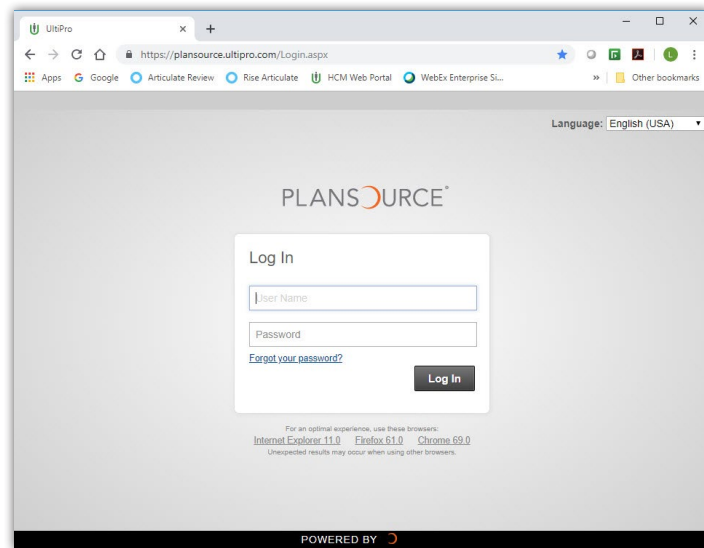 UltiPro
https://plansource.ultipro.com/Login.aspx
L
Apps Google Articulate Review Rise Articulate HCM Web Portal WebEx Enterprise Si... » Other bookmarks
Language: English (USA)
PLANSOURCE®
Log In
User Name
Password
Forgot your password?
Log In
For an optimal experience, use these browsers:
Internet Explorer 11.0 Firefox 61.0 Chrome 69.0
Unexpected results may occur when using other browsers.
POWERED BY